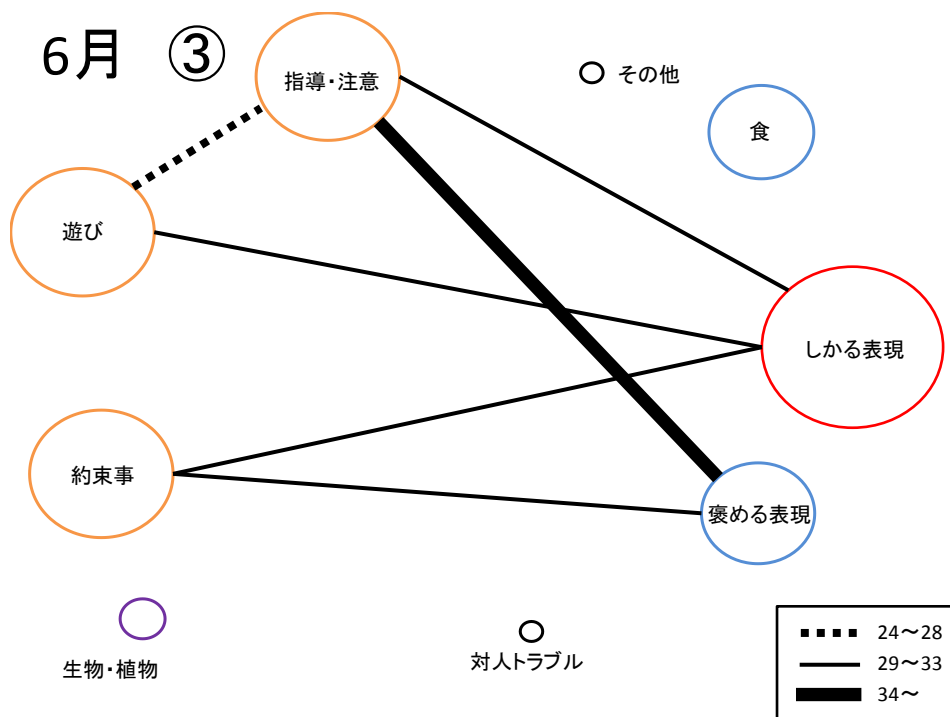 6月 ③
指導・注意
その他
食
遊び
しかる表現
約束事
褒める表現
生物・植物
対人トラブル
24～28
29～33
34～